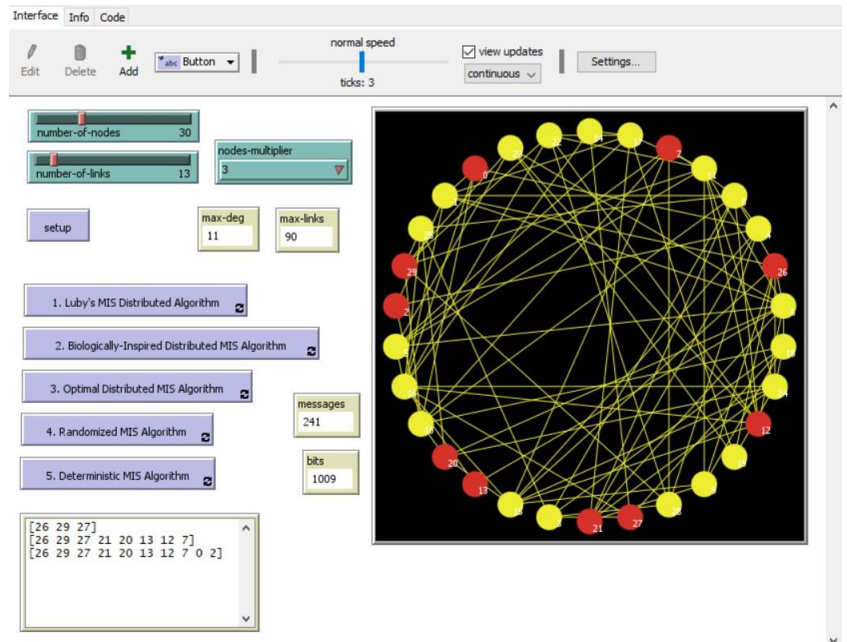 Interface Info Code
Edit
Delete
Add
abc Button
normal speed
ticks: 3
view updates
continuous
Settings...
number-of-nodes 30
number-of-links 13
nodes-multiplier
3
setup
max-deg
11
max-links
90
1. Luby's MIS Distributed Algorithm
2. Biologically-Inspired Distributed MIS Algorithm
3. Optimal Distributed MIS Algorithm
4. Randomized MIS Algorithm
5. Deterministic MIS Algorithm
messages
241
bits
1009
[26 29 27]
[26 29 27 21 20 13 12 7]
[26 29 27 21 20 13 12 7 0 2]
0
29
2
26
12
20
13
21
27